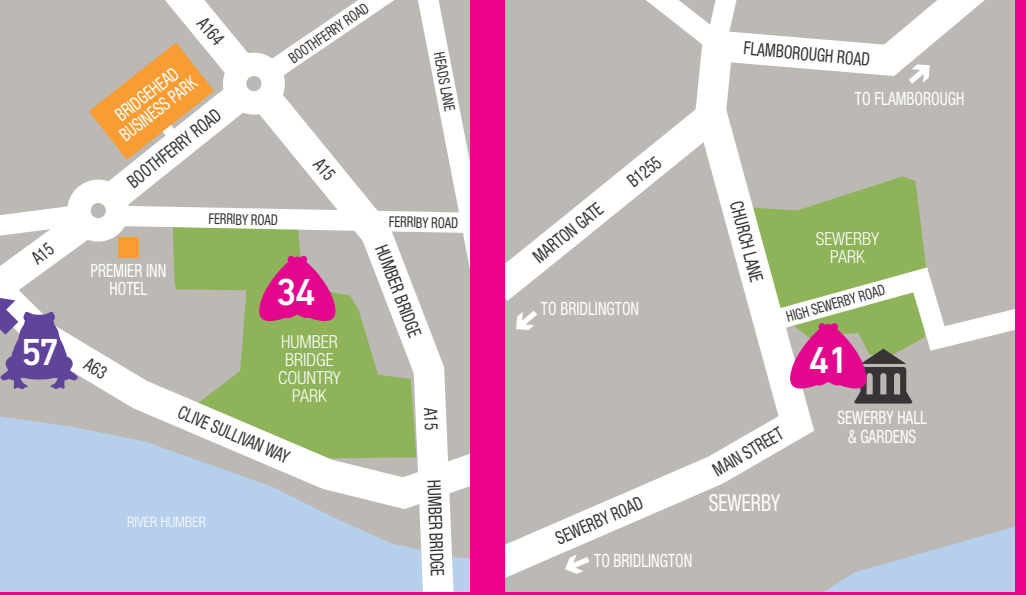 A164
BOOTHFERRY ROAD
HEADS LANE
BRIDGEHEAD
BUSINESS PARK
BOOTHFERRY ROAD
A15
FERRIBY ROAD
FERRIBY ROAD
A15
PREMIER INN
HOTEL
HUMBER BRIDGE
34
57
HUMBER
BRIDGE
COUNTRY
PARK
A63
CLIVE SULLIVAN WAY
A15
HUMBER BRIDGE
RIVER HUMBER
FLAMBOROUGH ROAD
TO FLAMBOROUGH
B1255
MARTON GATE
CHURCH LANE
SEWERBY
PARK
HIGH SEWERBY ROAD
TO BRIDLINGTON
41
SEWERBY HALL
& GARDENS
MAIN STREET
SEWERBY
SEWERBY ROAD
TO BRIDLINGTON